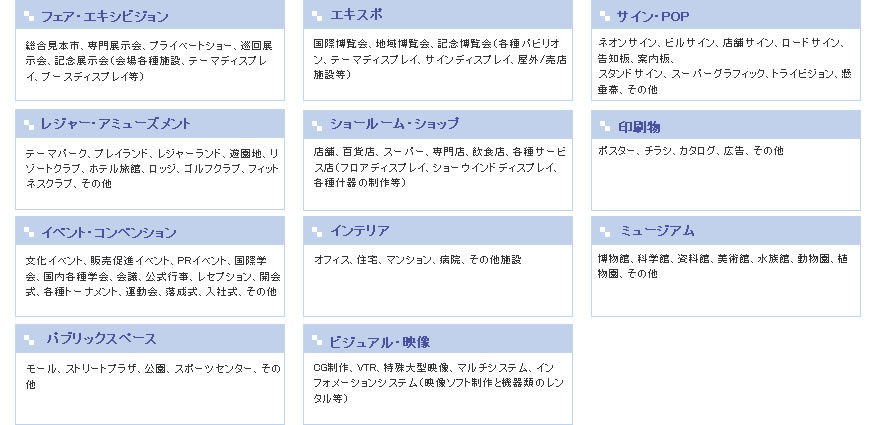 フェア・エキシビジョン
総合見本市、専門展示会、プライベートショー、巡回展
示会、記念展示会（会場各種施設、テーマディスプレ
イ、ブースディスプレイ等）
エキスポ
国際博覧会、地域博覧会、記念博覧会（各種パビリオ
ン、テーマディスプレイ、サインディスプレイ、屋外/売店
施設等）
サイン・POP
ネオンサイン、ビルサイン、店舗サイン、ロードサイン、
告知板、案内板、
スタンドサイン、スーパーグラフィック、トライビジョン、懸
垂幕、その他
レジャー・アミューズメント
テーマパーク、プレイランド、レジャーランド、遊園地、リ
ゾートクラブ、ホテル旅館、ロッジ、ゴルフクラブ、フィット
ネスクラブ、その他
ショールーム・ショップ
店舗、百貨店、スーパー、専門店、飲食店、各種サービ
ス店（フロアディスプレイ、ショーウインドディスプレイ、
各種什器の制作等）
印刷物
ポスター、チラシ、カタログ、広告、その他
イベント・コンベンション
文化イベント、販売促進イベント、PRイベント、国際学
会、国内各種学会、会議、公式行事、レセプション、開会
式、各種トーナメント、運動会、落成式、入社式、その他
インテリア
オフィス、住宅、マンション、病院、その他施設
ミュージアム
博物館、科学館、資料館、美術館、水族館、動物園、植
物園、その他
パブリックスペース
モール、ストリートプラザ、公園、スポーツセンター、その
他
ビジュアル・映像
CG制作、VTR、特殊大型映像、マルチシステム、イン
フォメーションシステム（映像ソフト制作と機器類のレン
タル等）